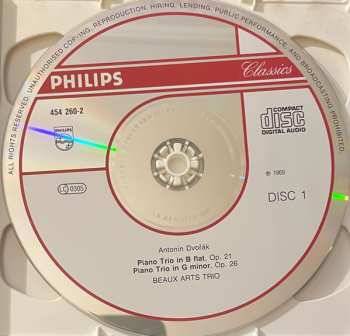 ALL RIGHTS RESERVED. UNAUTHORISED COPYING, REPRODUCTION, HIRING, LENDING, PUBLIC PERFORMANCE AND BROADCASTING PROHIBITED
PHILIPS Classics
454 260-2
PHILIPS
COMPACT
disc
DIGITAL AUDIO
LC 0305
℗ 1969
DISC 1
Antonín Dvořák
Piano Trio in B flat, Op. 21
Piano Trio in G minor, Op. 26
BEAUX ARTS TRIO